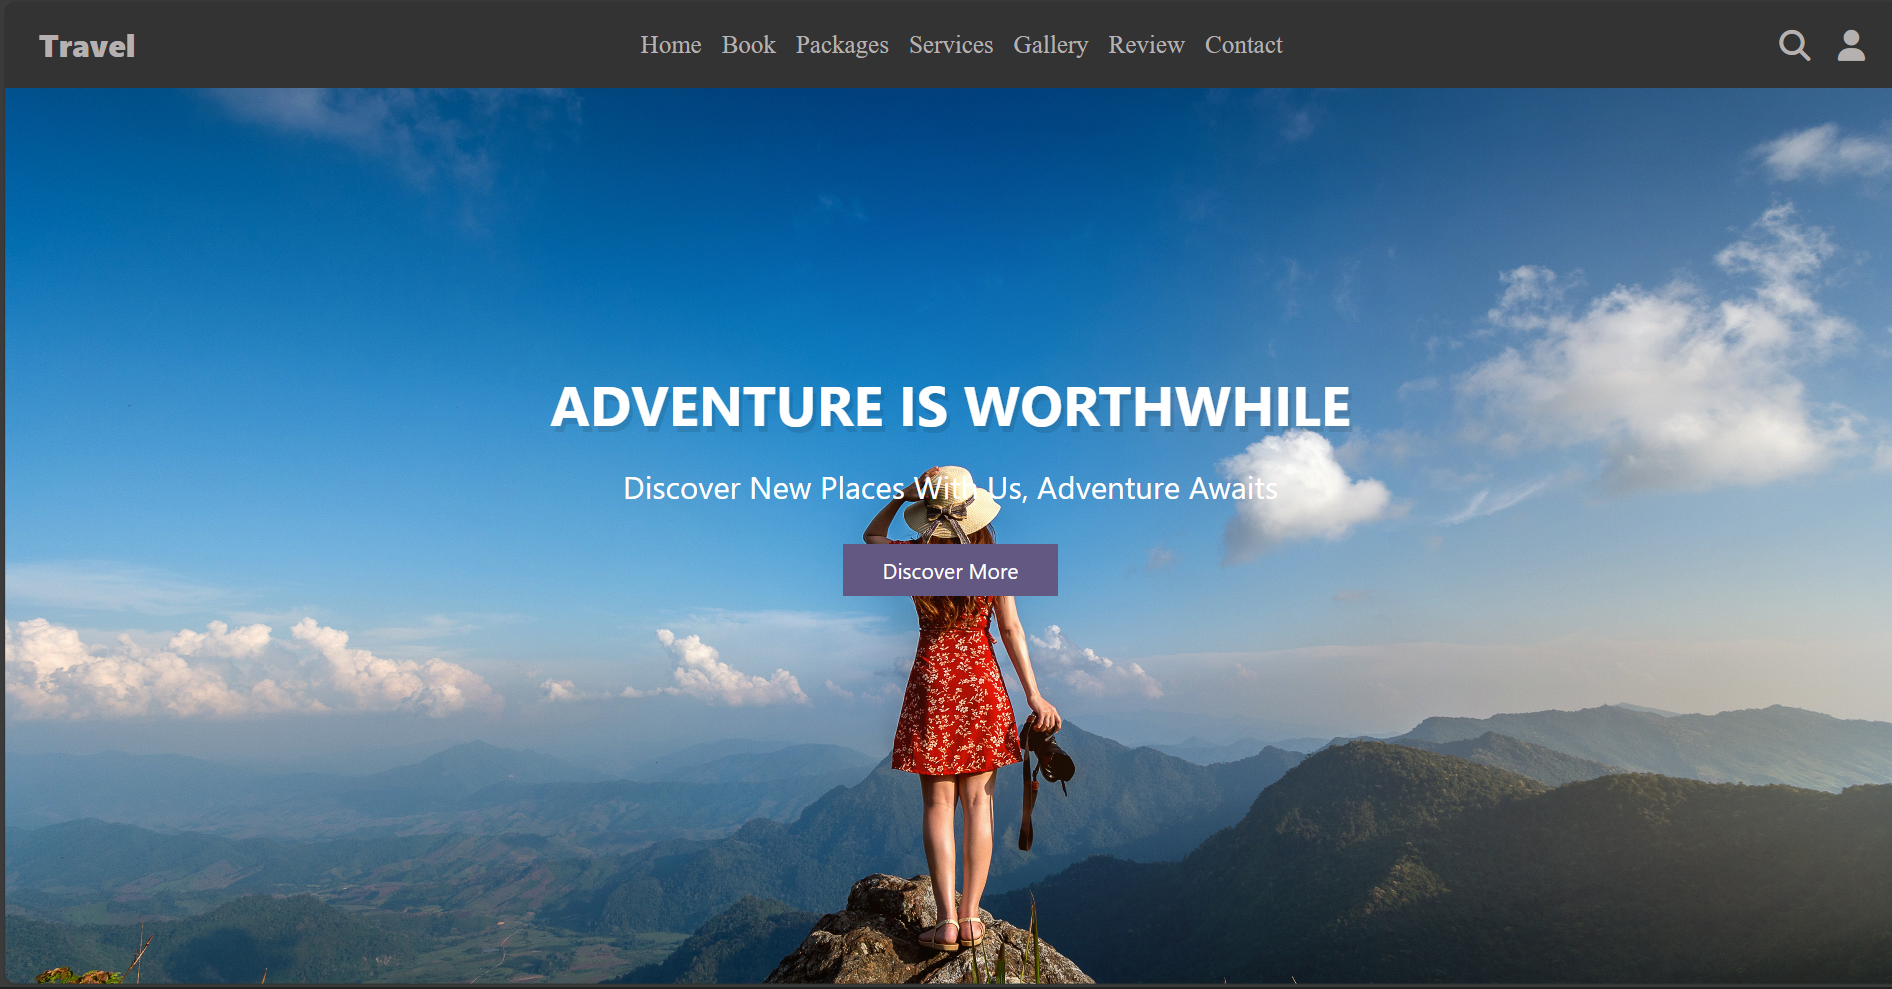 Travel
Home Book Packages Services Gallery Review Contact
ADVENTURE IS WORTHWHILE
Discover New Places With Us, Adventure Awaits
Discover More